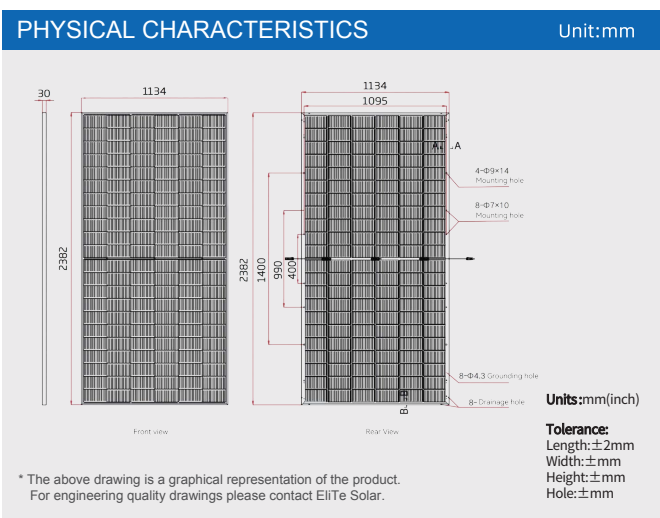 PHYSICAL CHARACTERISTICS
Unit:mm
30
1134
2382
Front view
1134
1095
2382
1400
990
400
A
A
4-Φ9×14
Mounting hole
8-Φ7×10
Mounting hole
8-Φ4.3 Grounding hole
8- Drainage hole
B
B
Rear View
Units:mm(inch)
Tolerance:
Length:±2mm
Width:±mm
Height:±mm
Hole:±mm
* The above drawing is a graphical representation of the product.
For engineering quality drawings please contact EliTe Solar.